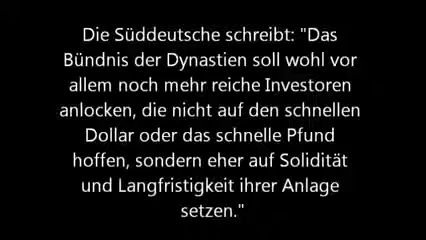 Die Süddeutsche schreibt: "Das
Bündnis der Dynastien soll wohl vor
allem noch mehr reiche Investoren
anlocken, die nicht auf den schnellen
Dollar oder das schnelle Pfund
hoffen, sondern eher auf Solidität
und Langfristigkeit ihrer Anlage
setzen."